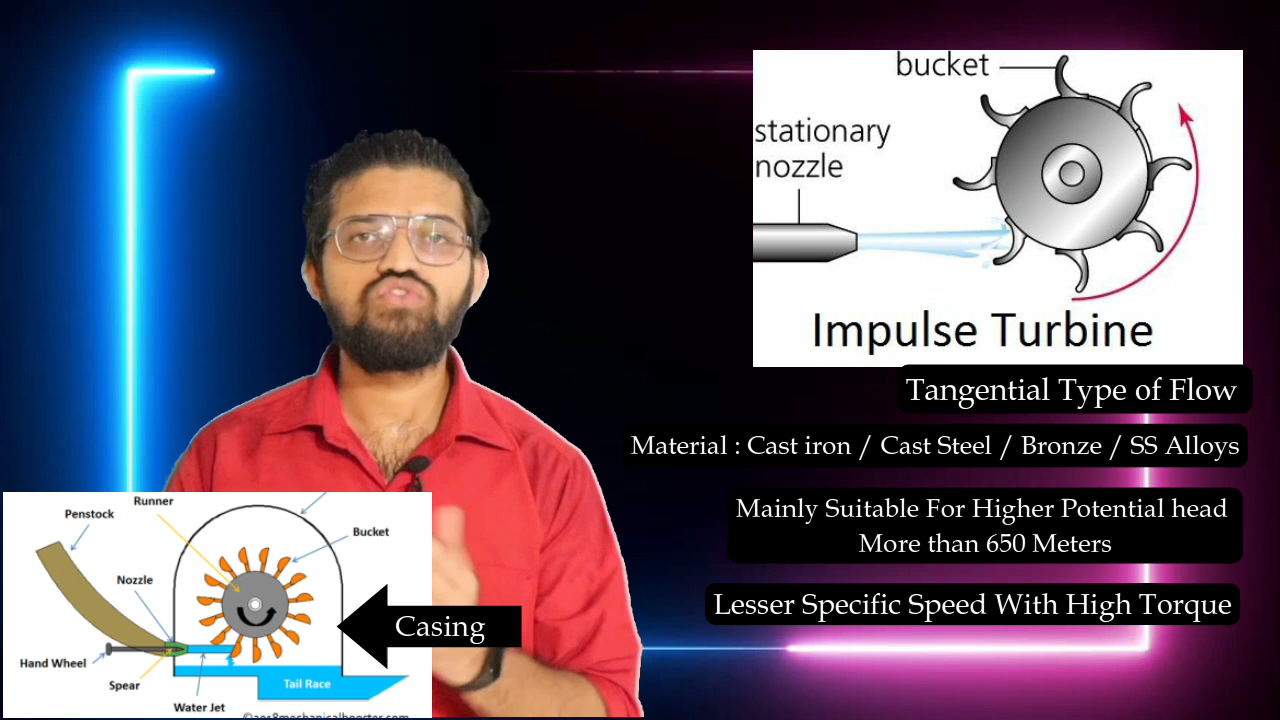 bucket
stationary
nozzle
Impulse Turbine
Tangential Type of Flow
Material : Cast iron / Cast Steel / Bronze / SS Alloys
Mainly Suitable For Higher Potential head
More than 650 Meters
Lesser Specific Speed With High Torque
Runner
Penstock
Bucket
Nozzle
Casing
Hand Wheel
Spear
Tail Race
Water Jet